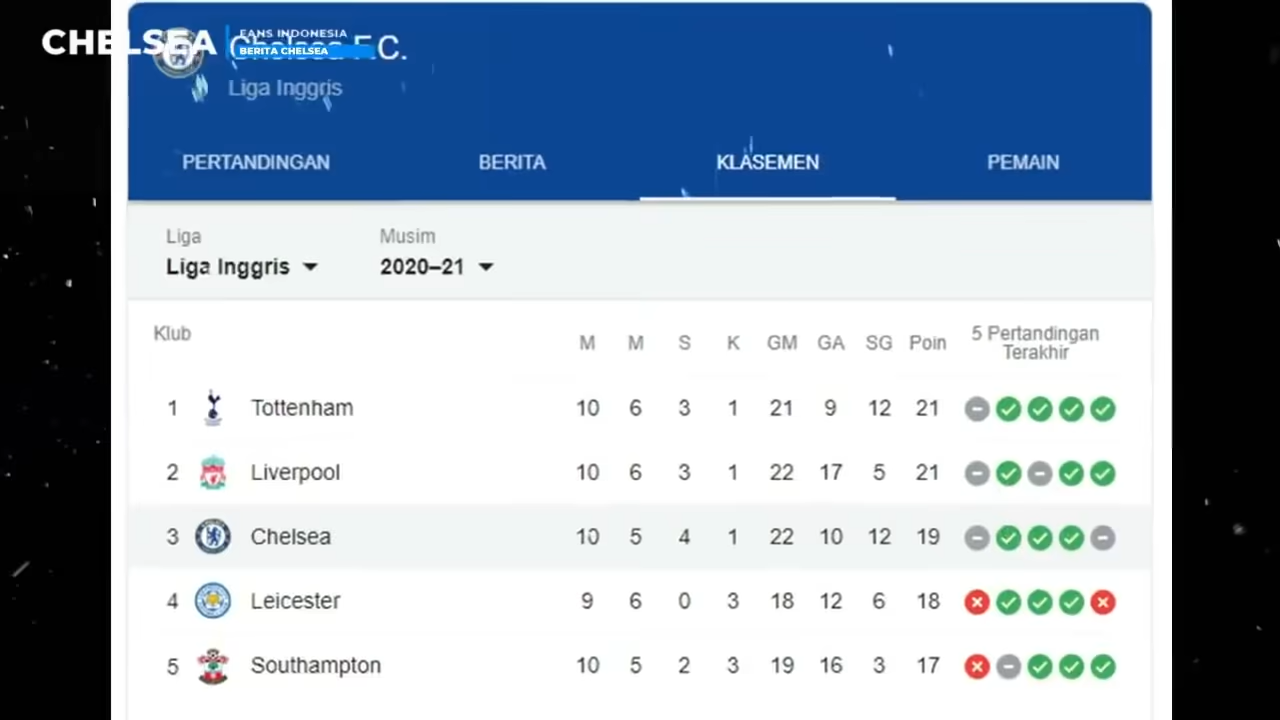 CHELSEA
FANS INDONESIA
BERITA CHELSEA
Chelsea F.C.
Liga Inggris
PERTANDINGAN BERITA KLASEMEN PEMAIN
Liga Musim
Liga Inggris 2020–21
Klub M M S K GM GA SG Poin 5 Pertandingan
Terakhir
1 Tottenham 10 6 3 1 21 9 12 21
2 Liverpool 10 6 3 1 22 17 5 21
3 Chelsea 10 5 4 1 22 10 12 19
4 Leicester 9 6 0 3 18 12 6 18
5 Southampton 10 5 2 3 19 16 3 17